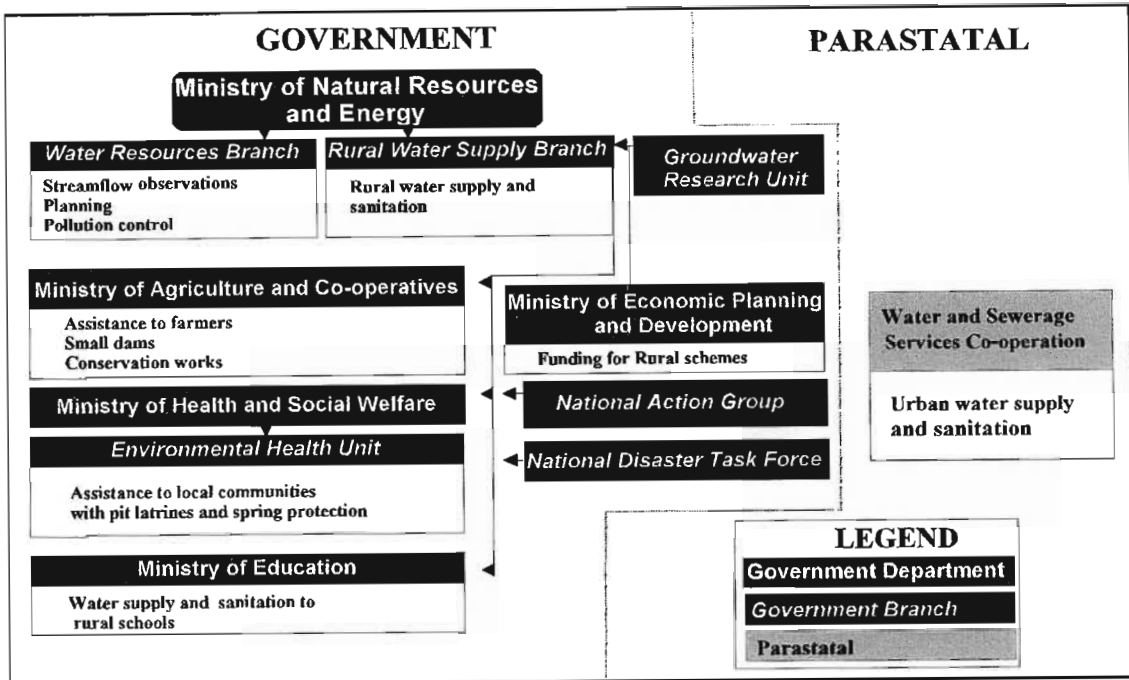 GOVERNMENT
PARASTATAL
Ministry of Natural Resources
and Energy
Water Resources Branch
Streamflow observations
Planning
Pollution control
Rural Water Supply Branch
Rural water supply and
sanitation
Groundwater
Research Unit
Ministry of Agriculture and Co-operatives
Assistance to farmers
Small dams
Conservation works
Ministry of Economic Planning
and Development
Funding for Rural schemes
Water and Sewerage
Services Co-operation
Urban water supply
and sanitation
Ministry of Health and Social Welfare
National Action Group
Environmental Health Unit
Assistance to local communities
with pit latrines and spring protection
National Disaster Task Force
Ministry of Education
Water supply and sanitation to
rural schools
LEGEND
Government Department
Government Branch
Parastatal